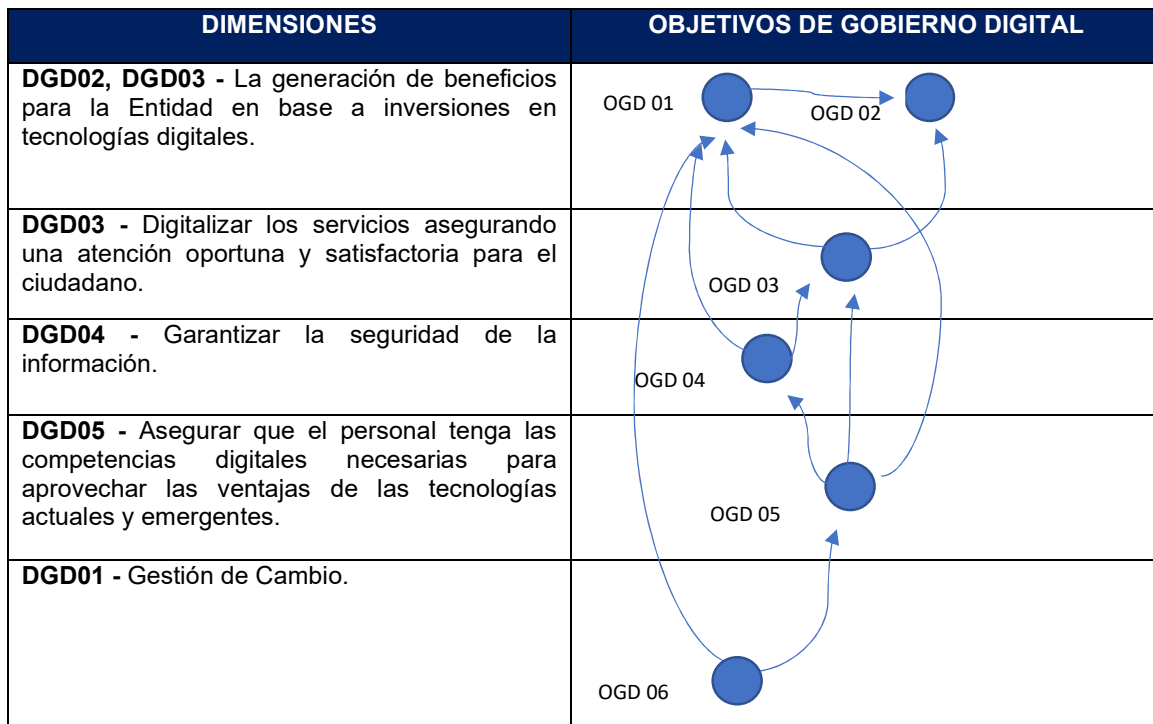 DIMENSIONES
OBJETIVOS DE GOBIERNO DIGITAL
DGD02, DGD03 - La generación de beneficios
para la Entidad en base a inversiones en
tecnologías digitales.
OGD 01
OGD 02
DGD03 - Digitalizar los servicios asegurando
una atención oportuna y satisfactoria para el
ciudadano.
OGD 03
DGD04 - Garantizar la seguridad de la
información.
OGD 04
DGD05 - Asegurar que el personal tenga las
competencias digitales necesarias para
aprovechar las ventajas de las tecnologías
actuales y emergentes.
OGD 05
DGD01 - Gestión de Cambio.
OGD 06